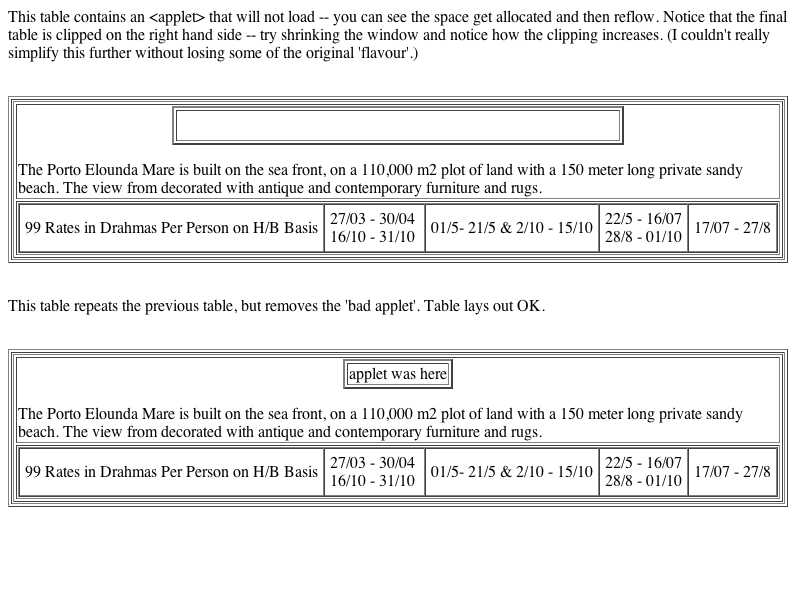 This table contains an <applet> that will not load -- you can see the space get allocated and then reflow. Notice that the final
table is clipped on the right hand side -- try shrinking the window and notice how the clipping increases. (I couldn't really
simplify this further without losing some of the original 'flavour'.)
The Porto Elounda Mare is built on the sea front, on a 110,000 m2 plot of land with a 150 meter long private sandy
beach. The view from decorated with antique and contemporary furniture and rugs.
99 Rates in Drahmas Per Person on H/B Basis 27/03 - 30/04 01/5- 21/5 & 2/10 - 15/10 22/5 - 16/07 17/07 - 27/8
16/10 - 31/10 28/8 - 01/10
This table repeats the previous table, but removes the 'bad applet'. Table lays out OK.
applet was here
The Porto Elounda Mare is built on the sea front, on a 110,000 m2 plot of land with a 150 meter long private sandy
beach. The view from decorated with antique and contemporary furniture and rugs.
99 Rates in Drahmas Per Person on H/B Basis 27/03 - 30/04 01/5- 21/5 & 2/10 - 15/10 22/5 - 16/07 17/07 - 27/8
16/10 - 31/10 28/8 - 01/10